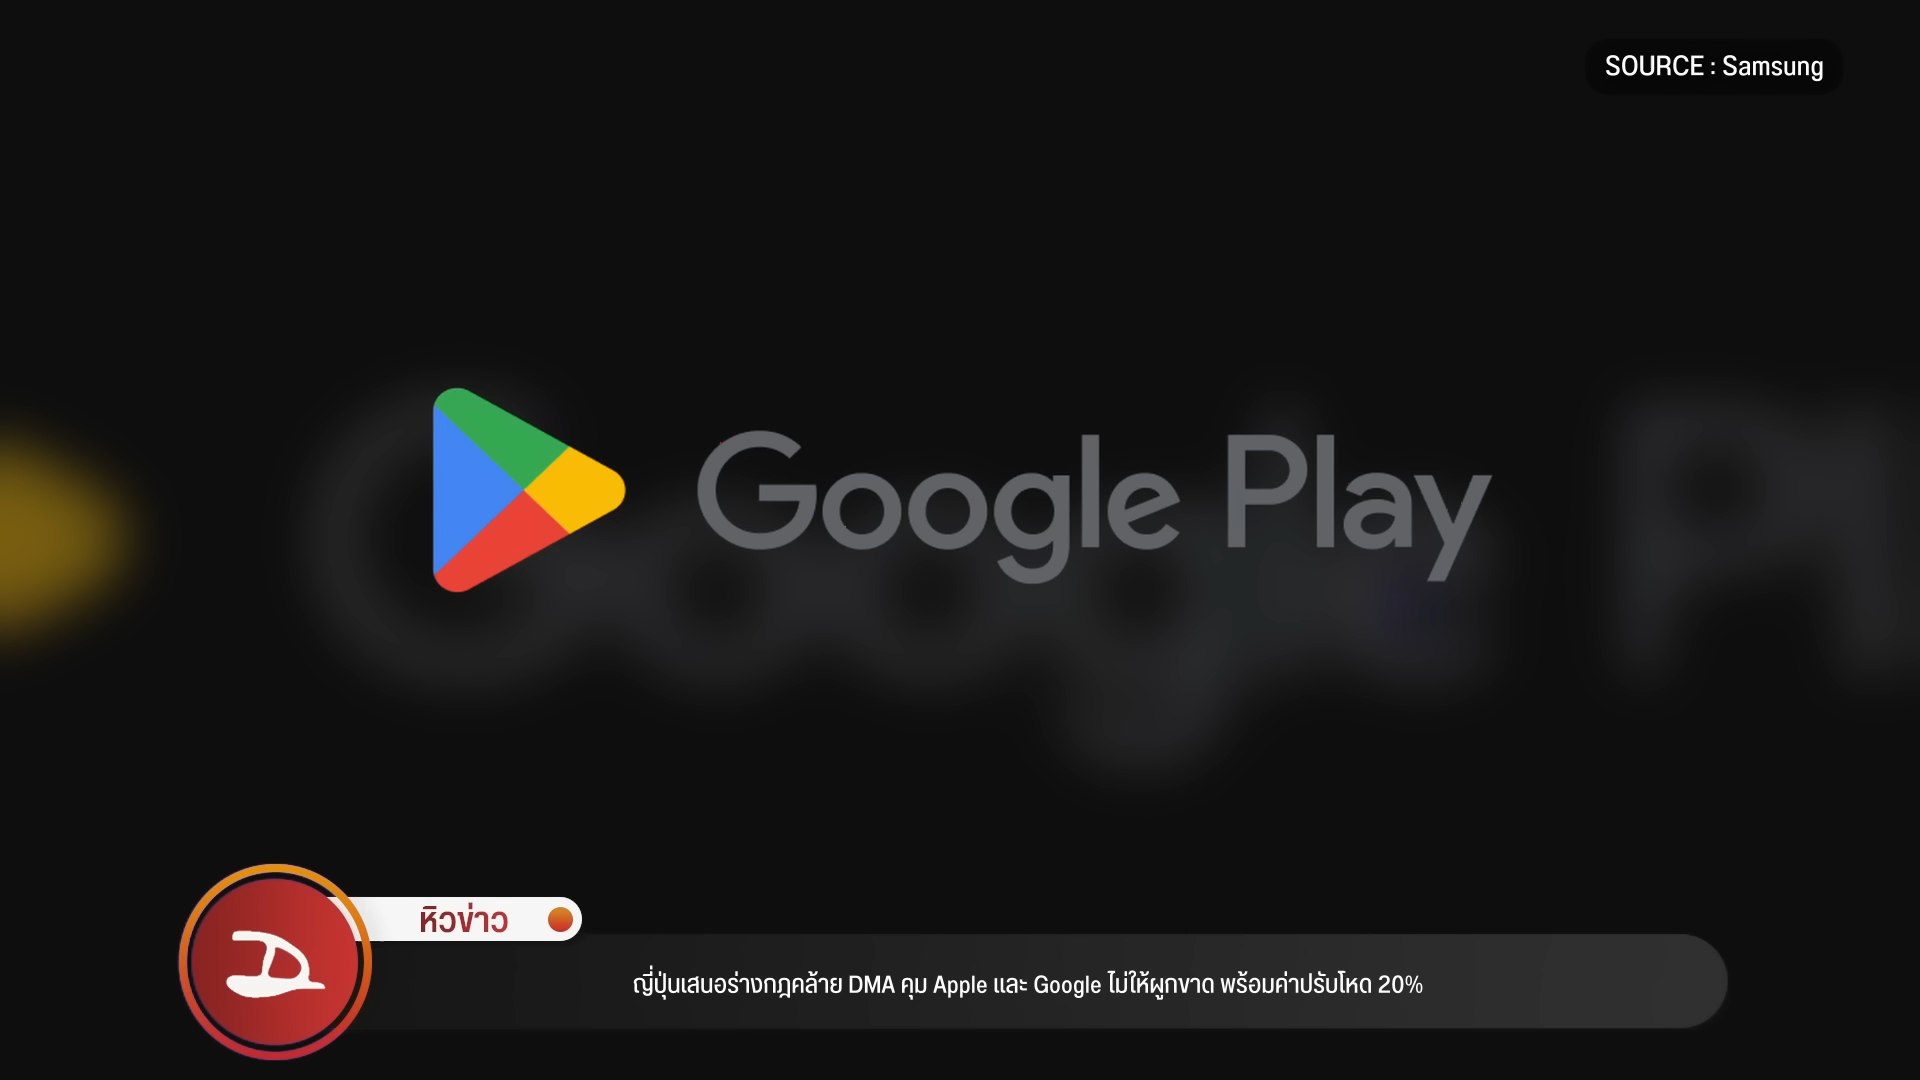 SOURCE : Samsung
Google Play
หิวข่าว
ญี่ปุ่นเสนอร่างกฎคล้าย DMA คุม Apple และ Google ไม่ให้ผูกขาด พร้อมค่าปรับโหด 20%